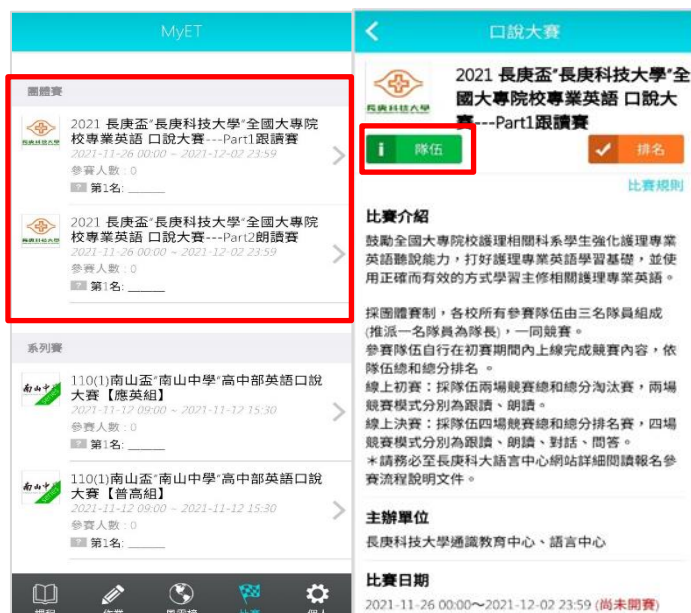 MyET
團體賽
2021 長庚盃"長庚科技大學"全國大專院
校專業英語 口說大賽---Part1跟讀賽
2021-11-26 00:00 ~ 2021-12-02 23:59
參賽人數 : 0
第1名: ______
2021 長庚盃"長庚科技大學"全國大專院
校專業英語 口說大賽---Part2朗讀賽
2021-11-26 00:00 ~ 2021-12-02 23:59
參賽人數 : 0
第1名: ______
系列賽
110(1)南山盃"南山中學"高中部英語口說
大賽【應英組】
2021-11-12 09:00 ~ 2021-11-12 15:30
參賽人數 : 0
第1名: ______
110(1)南山盃"南山中學"高中部英語口說
大賽【普高組】
2021-11-12 09:00 ~ 2021-11-12 15:30
參賽人數 : 0
第1名: ______
口說大賽
長庚科技大學
2021 長庚盃"長庚科技大學"全
國大專院校專業英語 口說大
賽---Part1跟讀賽
隊伍
排名
比賽規則
比賽介紹
鼓勵全國大專院校護理相關科系學生強化護理專業
英語聽說能力，打好護理專業英語學習基礎，並使
用正確而有效的方式學習主修相關護理專業英語。
採團體賽制，各校所有參賽隊伍由三名隊員組成
(推派一名隊員為隊長)，一同競賽。
參賽隊伍自行在初賽期間內上線完成競賽內容，依
隊伍總和總分排名 。
線上初賽：採隊伍兩場競賽總和總分淘汰賽，兩場
競賽模式分別為跟讀、朗讀。
線上決賽：採隊伍四場競賽總和總分排名賽，四場
競賽模式分別為跟讀、朗讀、對話、問答。
＊請務必至長庚科大語言中心網站詳細閱讀報名參
賽流程說明文件。
主辦單位
長庚科技大學通識教育中心、語言中心
比賽日期
2021-11-26 00:00～2021-12-02 23:59 (尚未開賽)